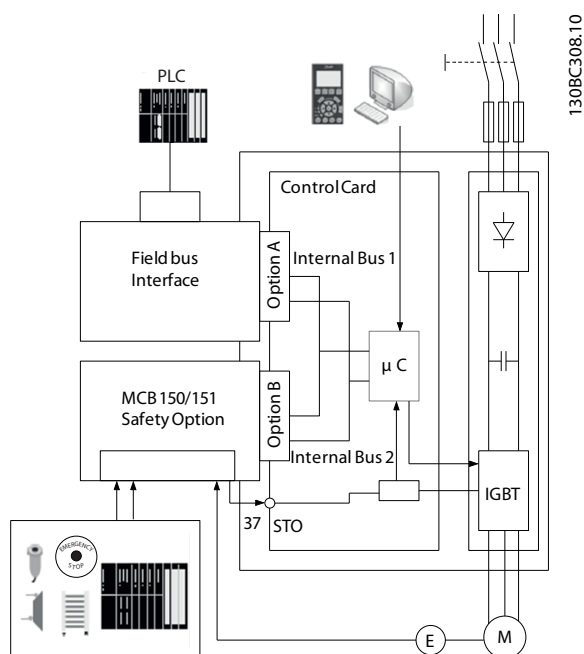 130BC308.10
PLC
Control Card
Field bus
Interface
Option A
Internal Bus 1
µ C
MCB 150/151
Safety Option
Option B
Internal Bus 2
IGBT
37
STO
EMERGENCY
STOP
E
M